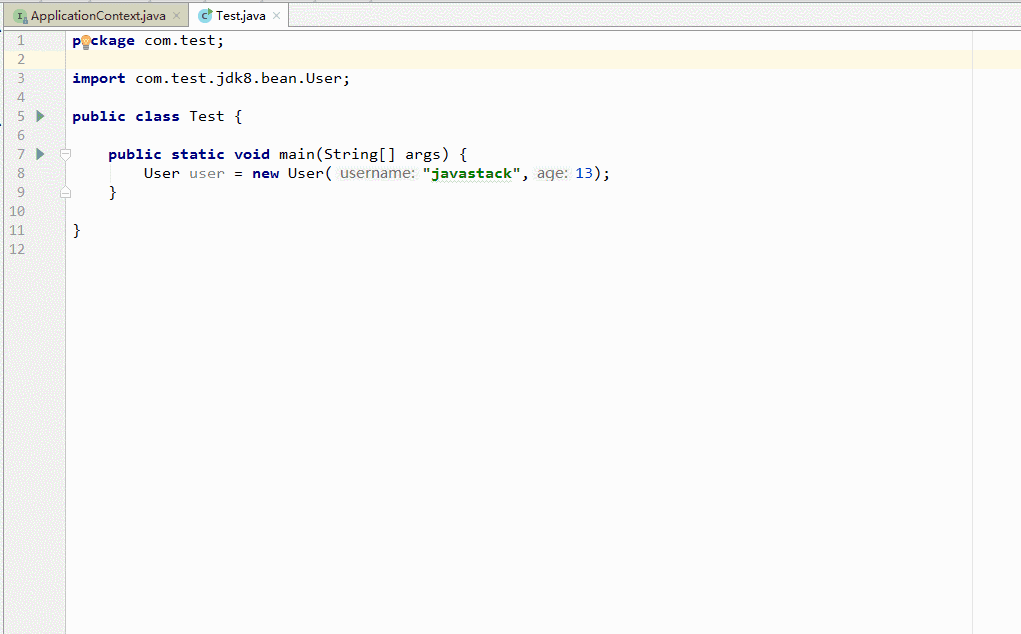 ApplicationContext.java Test.java
1 package com.test;
2
3 import com.test.jdk8.bean.User;
4
5 public class Test {
6
7 public static void main(String[] args) {
8 User user = new User( username: "javastack", age: 13);
9 }
10
11 }
12